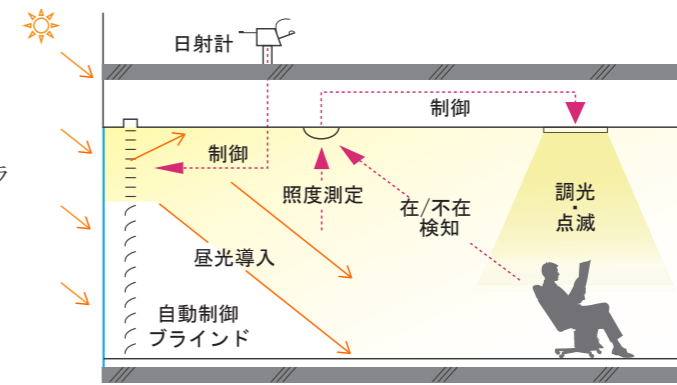 日射計
制御
制御
ラ
照度測定
在/不在
検知
調光
・
点滅
昼光導入
自動制御
ブラインド